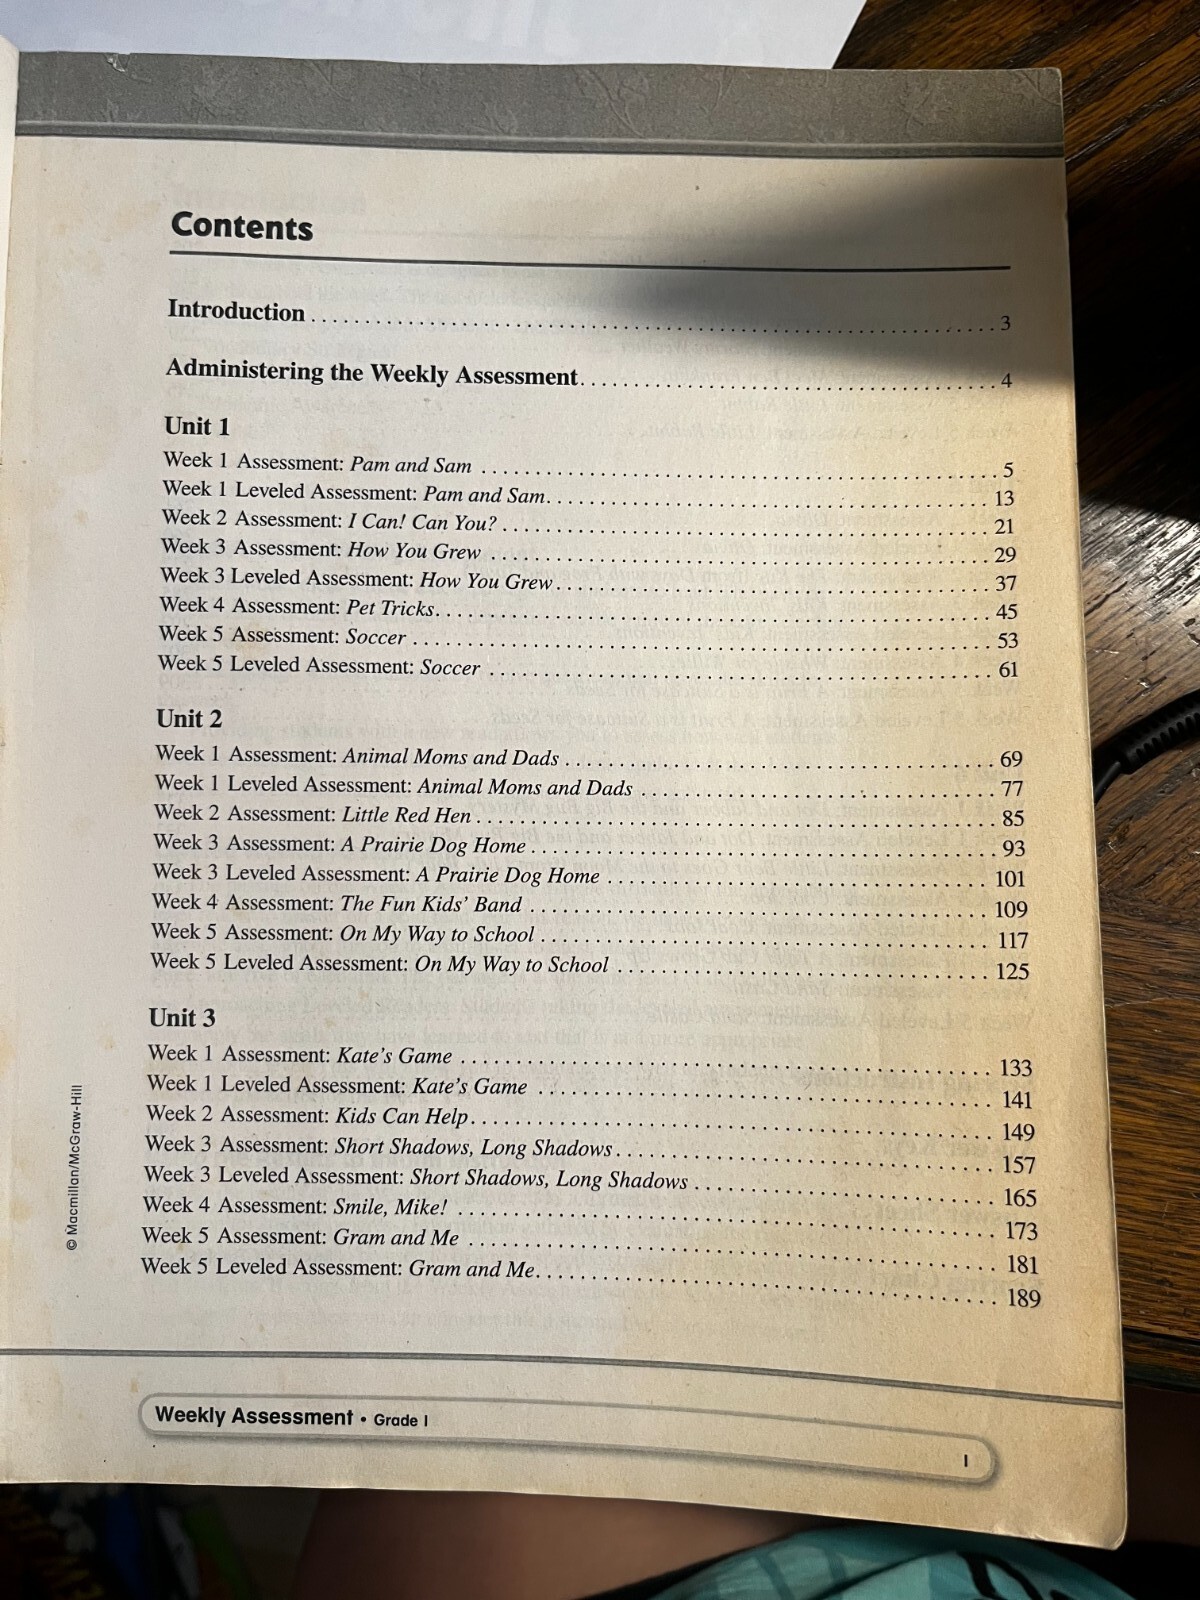 Contents
Introduction .......... 3
Administering the Weekly Assessment .......... 4
Unit 1
Week 1 Assessment: Pam and Sam .......... 5
Week 1 Leveled Assessment: Pam and Sam .......... 13
Week 2 Assessment: I Can! Can You? .......... 21
Week 3 Assessment: How You Grew .......... 29
Week 3 Leveled Assessment: How You Grew .......... 37
Week 4 Assessment: Pet Tricks .......... 45
Week 5 Assessment: Soccer .......... 53
Week 5 Leveled Assessment: Soccer .......... 61
Unit 2
Week 1 Assessment: Animal Moms and Dads .......... 69
Week 1 Leveled Assessment: Animal Moms and Dads .......... 77
Week 2 Assessment: Little Red Hen .......... 85
Week 3 Assessment: A Prairie Dog Home .......... 93
Week 3 Leveled Assessment: A Prairie Dog Home .......... 101
Week 4 Assessment: The Fun Kids' Band .......... 109
Week 5 Assessment: On My Way to School .......... 117
Week 5 Leveled Assessment: On My Way to School .......... 125
Unit 3
Week 1 Assessment: Kate's Game .......... 133
Week 1 Leveled Assessment: Kate's Game .......... 141
Week 2 Assessment: Kids Can Help .......... 149
Week 3 Assessment: Short Shadows, Long Shadows .......... 157
Week 3 Leveled Assessment: Short Shadows, Long Shadows .......... 165
Week 4 Assessment: Smile, Mike! .......... 173
Week 5 Assessment: Gram and Me .......... 181
Week 5 Leveled Assessment: Gram and Me .......... 189
© Macmillan/McGraw-Hill
Weekly Assessment • Grade 1
1